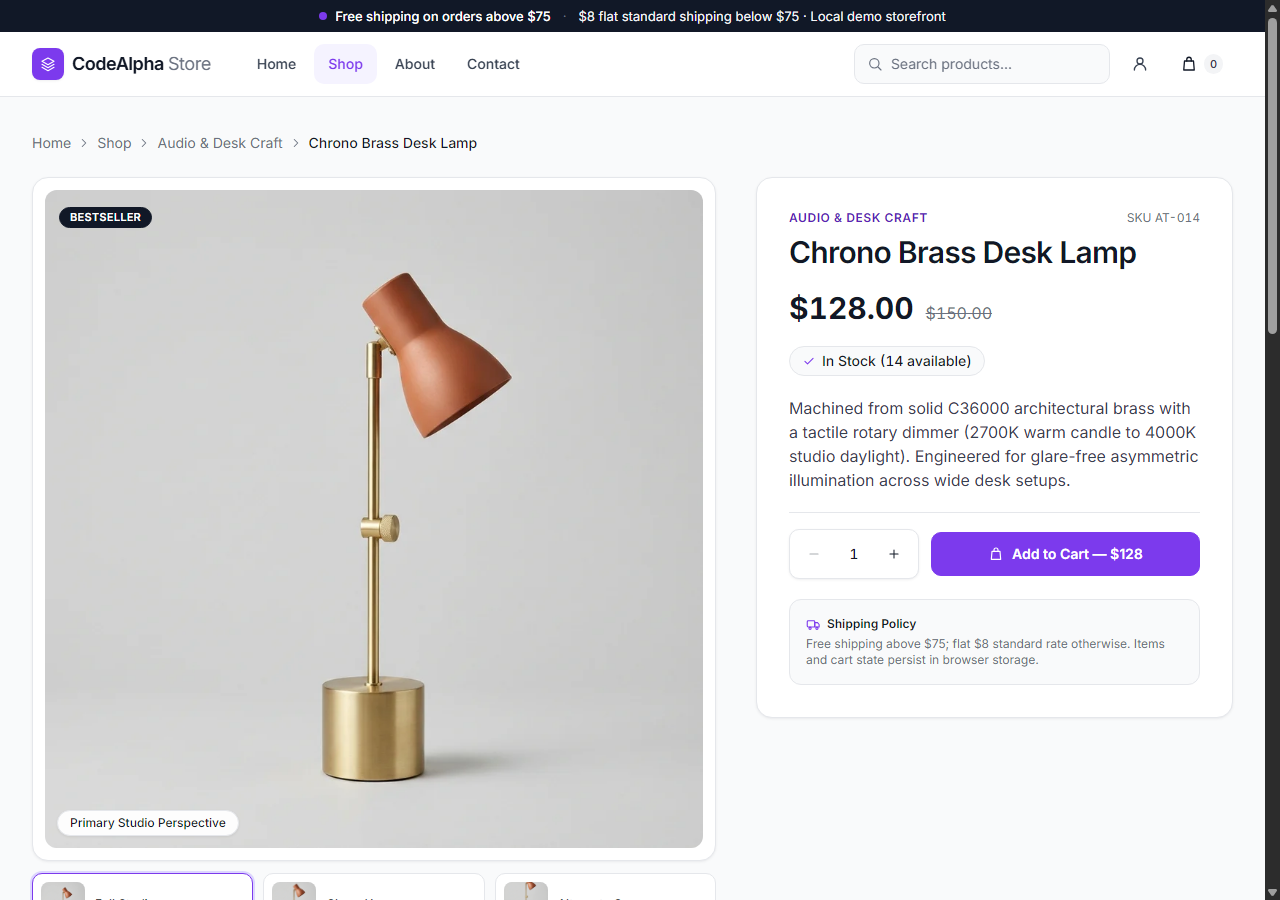 Free shipping on orders above $75 · $8 flat standard shipping below $75 · Local demo storefront
CodeAlpha Store
Home
Shop
About
Contact
Search products...
0
Home > Shop > Audio & Desk Craft > Chrono Brass Desk Lamp
BESTSELLER
Primary Studio Perspective
AUDIO & DESK CRAFT
SKU AT-014
Chrono Brass Desk Lamp
$128.00 $150.00
In Stock (14 available)
Machined from solid C36000 architectural brass with
a tactile rotary dimmer (2700K warm candle to 4000K
studio daylight). Engineered for glare-free asymmetric
illumination across wide desk setups.
− 1 +
Add to Cart — $128
Shipping Policy
Free shipping above $75; flat $8 standard rate otherwise. Items
and cart state persist in browser storage.